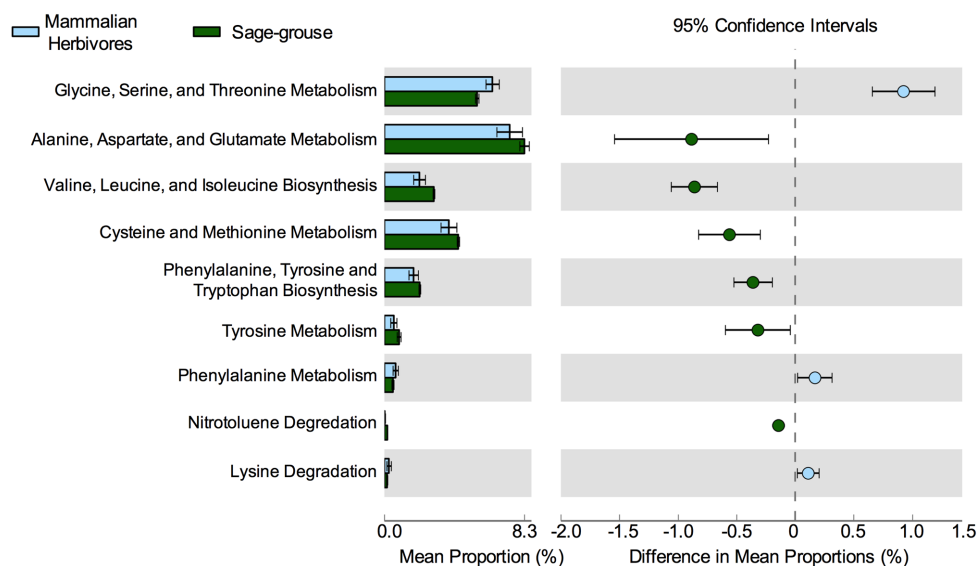 Mammalian
Herbivores
Sage-grouse
95% Confidence Intervals
Glycine, Serine, and Threonine Metabolism
Alanine, Aspartate, and Glutamate Metabolism
Valine, Leucine, and Isoleucine Biosynthesis
Cysteine and Methionine Metabolism
Phenylalanine, Tyrosine and
Tryptophan Biosynthesis
Tyrosine Metabolism
Phenylalanine Metabolism
Nitrotoluene Degredation
Lysine Degradation
0.0 8.3 -2.0 -1.5 -1.0 -0.5 0 0.5 1.0 1.5
Mean Proportion (%) Difference in Mean Proportions (%)